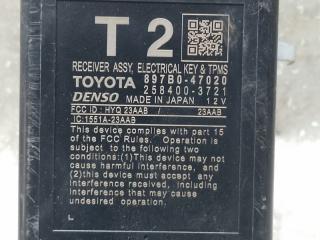 T 2
RECEIVER ASSY, ELECTRICAL KEY & TPMS
TOYOTA 897B0-47020
DENSO 258400-3721
MADE IN JAPAN 12V
FCC ID : HYQ 23AAB / 23AAB
IC:1551A-23AAB
This device complies with part 15
of the FCC Rules. Operation is
subject to the following two
conditions:(1)This device may not
cause harmful interference, and
(2)this device must accept any
interference received, including
interference that may cause
undesired operation.
L